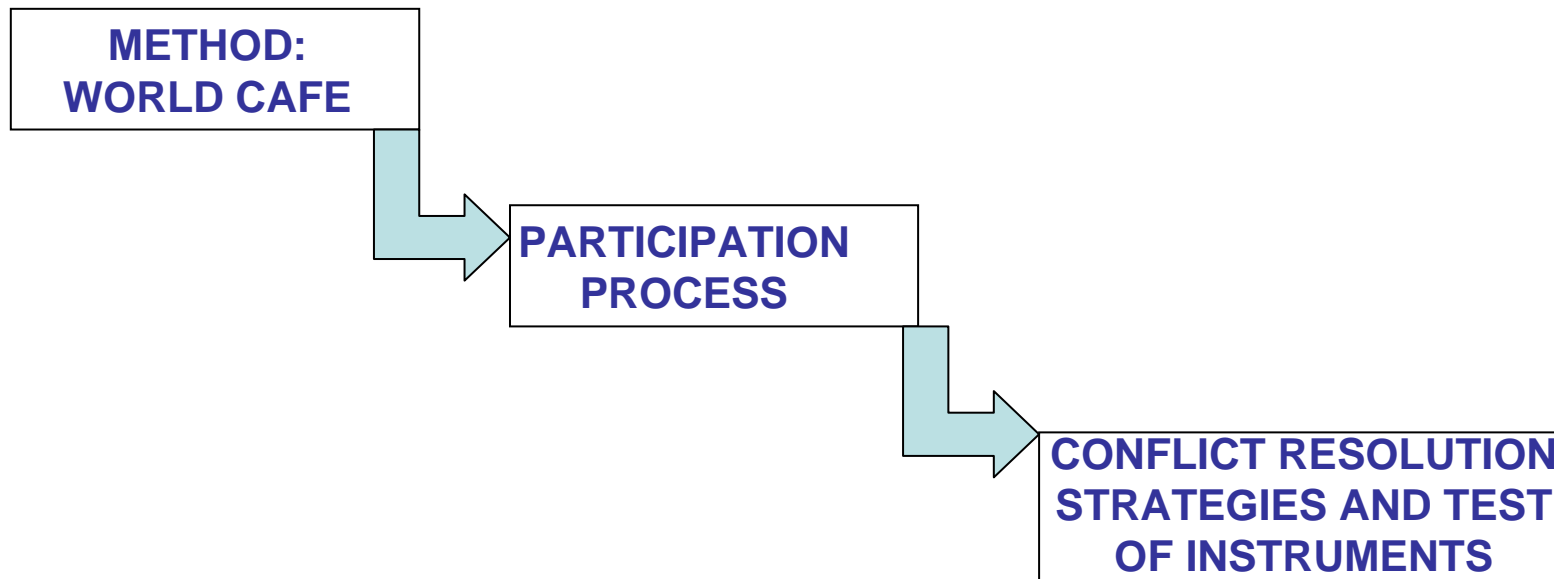 METHOD:
WORLD CAFE
PARTICIPATION
PROCESS
CONFLICT RESOLUTION
STRATEGIES AND TEST
OF INSTRUMENTS